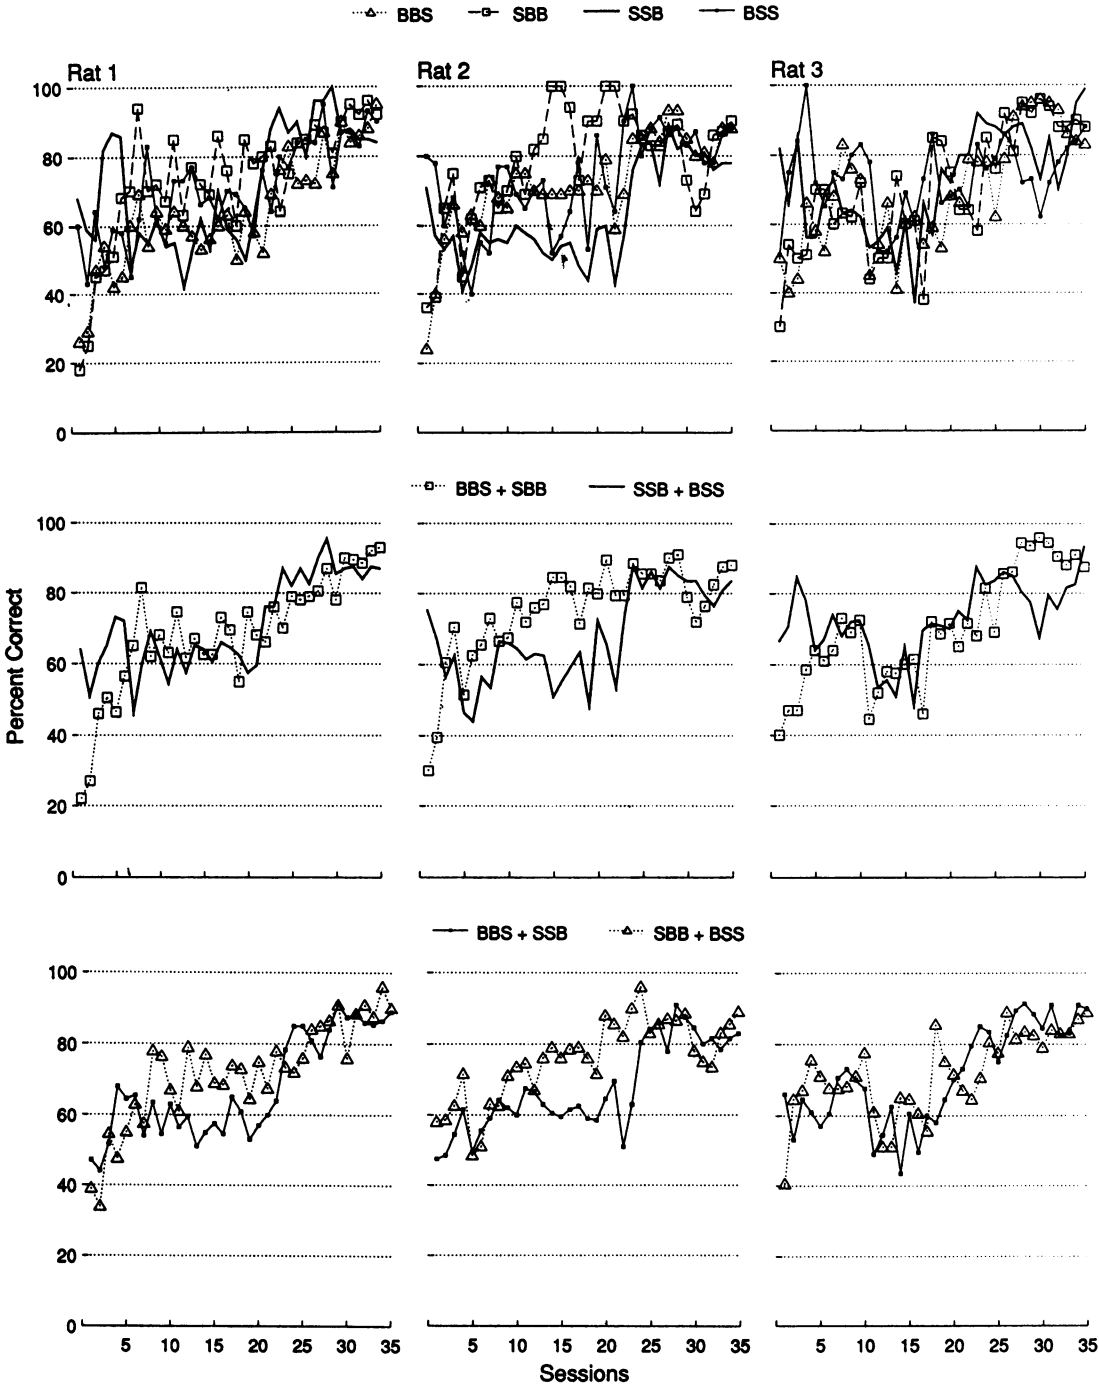 BBS SBB SSB BSS
Rat 1 Rat 2 Rat 3
100
80
60
40
20
0
BBS + SBB SSB + BSS
100
80
60
40
20
0
Percent Correct
BBS + SSB SBB + BSS
100
80
60
40
20
0
5 10 15 20 25 30 35 5 10 15 20 25 30 35 5 10 15 20 25 30 35
Sessions